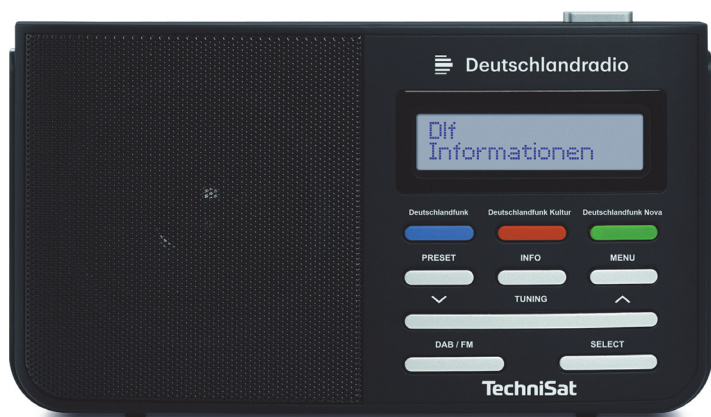 Deutschlandradio
Dlf
Informationen
Deutschlandfunk Deutschlandfunk Kultur Deutschlandfunk Nova
PRESET INFO MENU
TUNING
DAB / FM SELECT
TechniSat